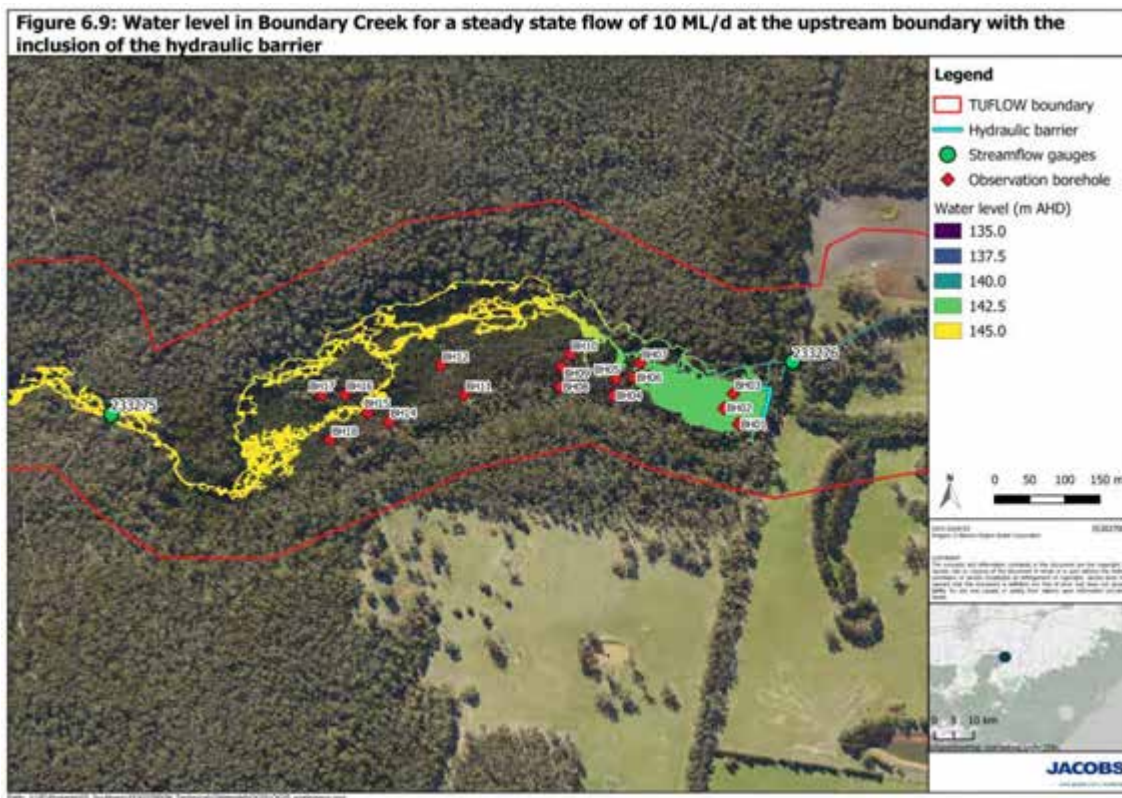 Figure 6.9: Water level in Boundary Creek for a steady state flow of 10 ML/d at the upstream boundary with the
inclusion of the hydraulic barrier
Legend
TUFLOW boundary
Hydraulic barrier
Streamflow gauges
Observation borehole
Water level (m AHD)
135.0
137.5
140.0
142.5
145.0
233276
BH10
BH07
BH12
BH09
BH05
BH06
BH17
BH16
BH11
BH08
BH04
BH03
233275
BH15
BH14
BH02
BH01
BH18
N
0 50 100 150 m
0 5 10 km
JACOBS